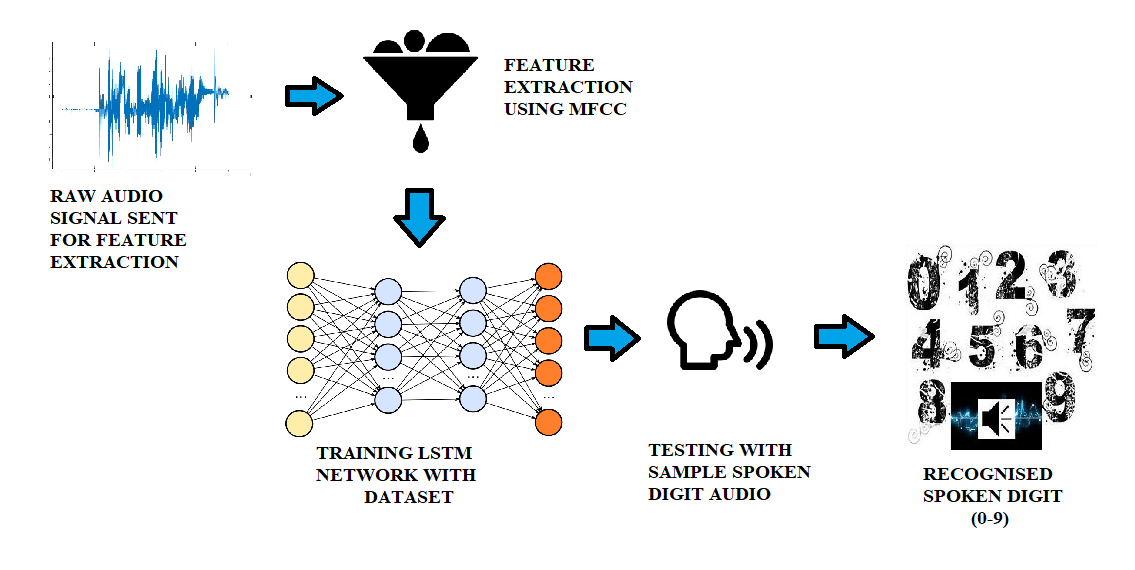 RAW AUDIO
SIGNAL SENT
FOR FEATURE
EXTRACTION
FEATURE
EXTRACTION
USING MFCC
...
...
...
...
TRAINING LSTM
NETWORK WITH
DATASET
TESTING WITH
SAMPLE SPOKEN
DIGIT AUDIO
0 1 2 3
4 5 6 7
8 9
RECOGNISED
SPOKEN DIGIT
(0-9)